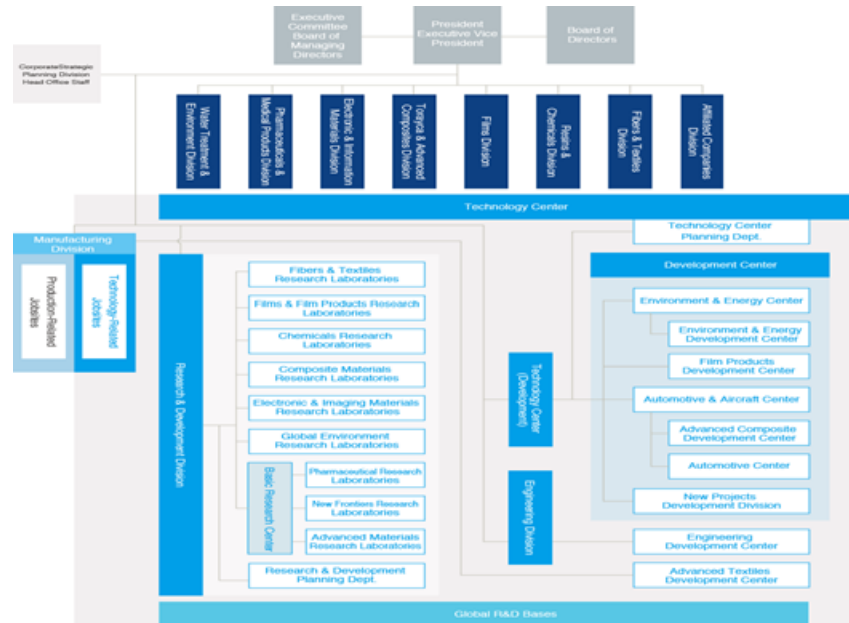 Executive
Committee
Board of
Managing
Directors
President
Executive Vice
President
Board of
Directors
CorporateStrategic
Planning Division
Head Office Staff
Water Treatment &
Environment Division
Pharmaceuticals &
Medical Products Division
Electronic & Information
Materials Division
Torayca & Advanced
Composites Division
Films Division
Resins &
Chemicals Division
Fibers & Textiles
Division
Affiliated Companies
Division
Technology Center
Manufacturing
Division
Production-Related
Jobsites
Technology-Related
Jobsites
Research & Development Division
Fibers & Textiles
Research Laboratories
Films & Film Products Research
Laboratories
Chemicals Research
Laboratories
Composite Materials
Research Laboratories
Electronic & Imaging Materials
Research Laboratories
Global Environment
Research Laboratories
Basic Research Center
Pharmaceutical Research
Laboratories
New Frontiers Research
Laboratories
Advanced Materials
Research Laboratories
Research & Development
Planning Dept.
Technology Center
(Development)
Engineering Division
Technology Center
Planning Dept.
Development Center
Environment & Energy Center
Environment & Energy
Development Center
Film Products
Development Center
Automotive & Aircraft Center
Advanced Composite
Development Center
Automotive Center
New Projects
Development Division
Engineering
Development Center
Advanced Textiles
Development Center
Global R&D Bases